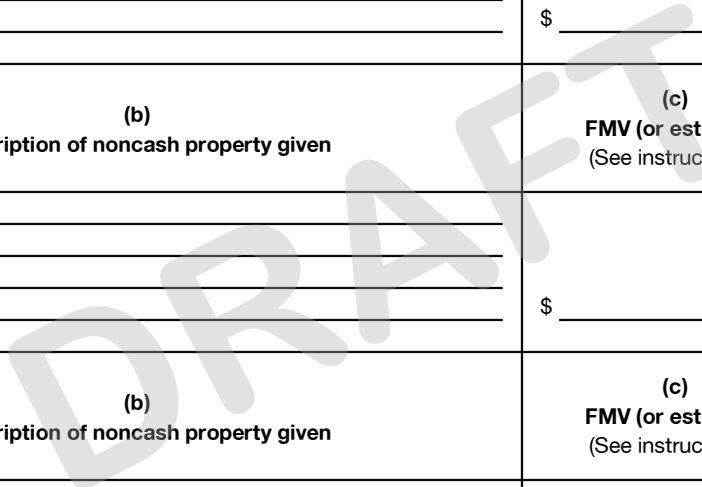 $
(b)
(c)
ription of noncash property given
FMV (or est
(See instruc
$
(b)
(c)
ription of noncash property given
FMV (or est
(See instruc
DRAFT